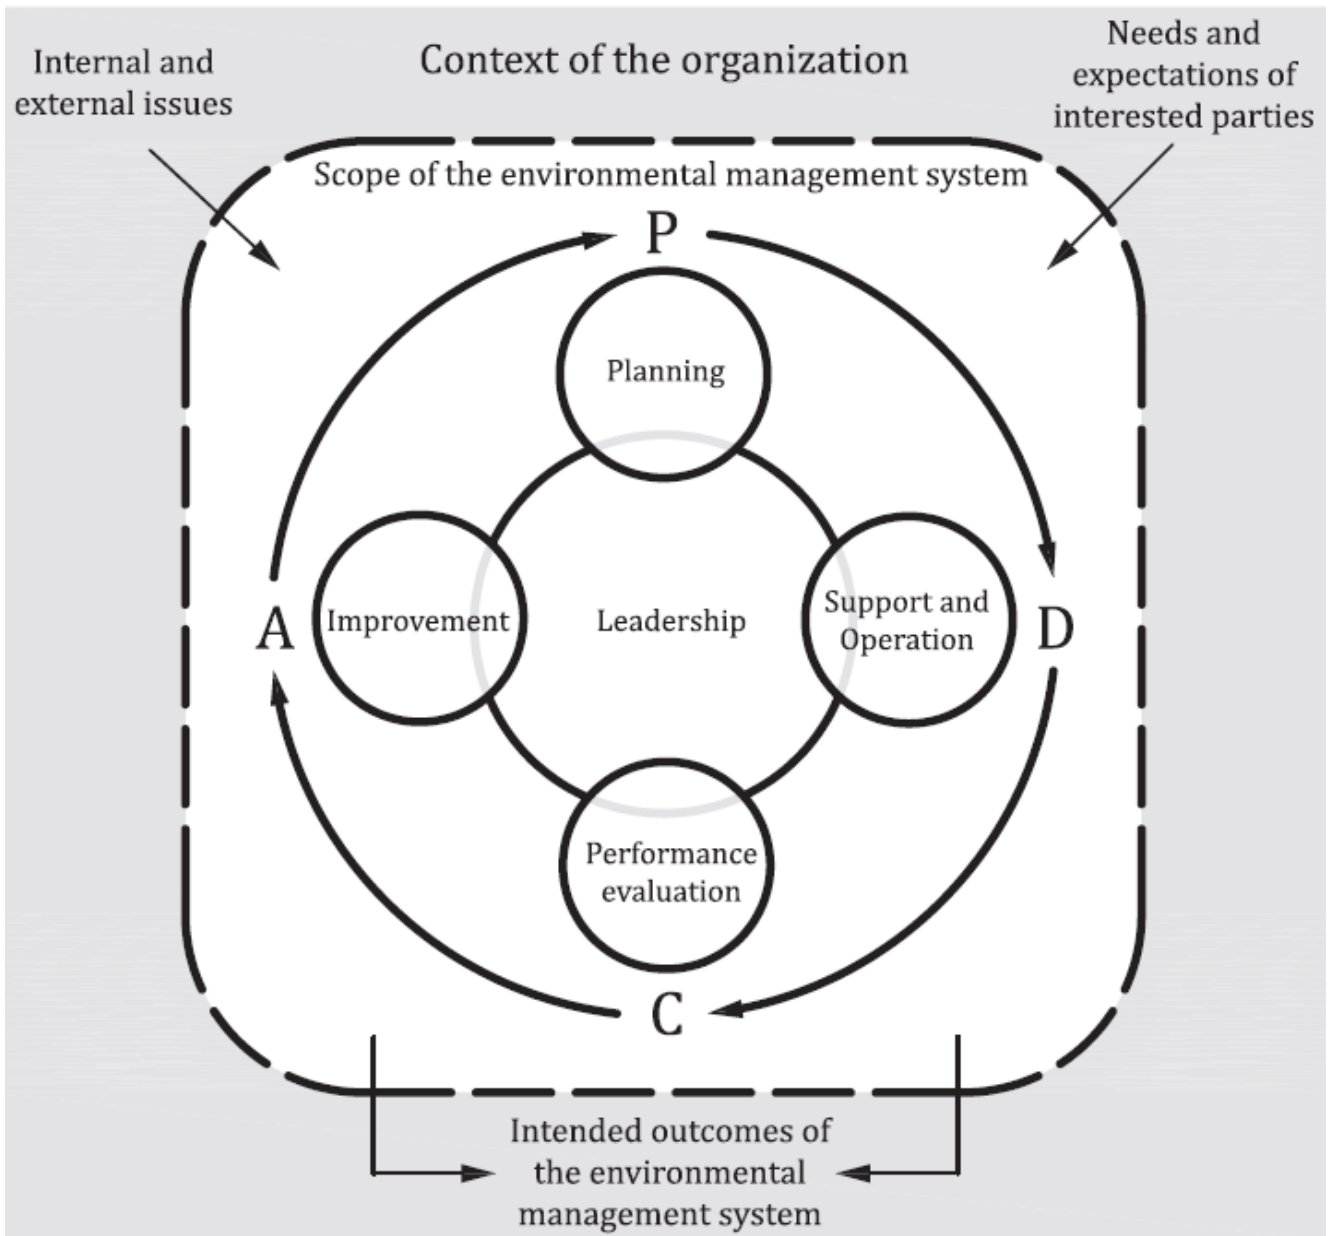 Internal and
external issues
Context of the organization
Needs and
expectations of
interested parties
Scope of the environmental management system
P
Planning
A
Improvement
Leadership
Support and
Operation
D
Performance
evaluation
C
Intended outcomes of
the environmental
management system